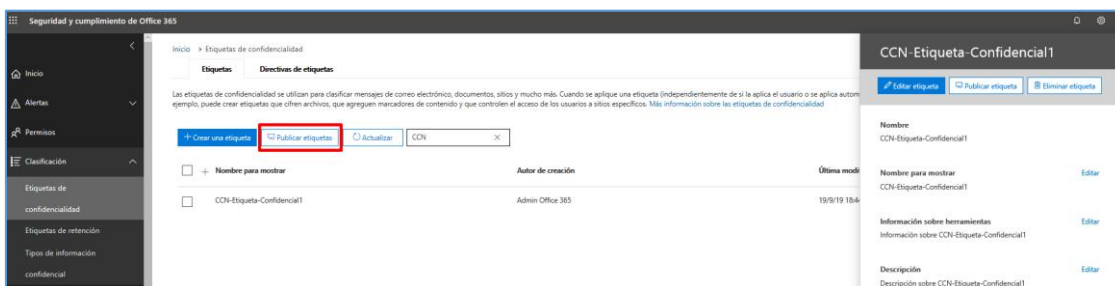 Seguridad y cumplimiento de Office 365
Inicio
Alertas
Permisos
Clasificación
Etiquetas de
confidencialidad
Etiquetas de retención
Tipos de información
confidencial
Inicio > Etiquetas de confidencialidad
Etiquetas Directivas de etiquetas
Las etiquetas de confidencialidad se utilizan para clasificar mensajes de correo electrónico, documentos, sitios y mucho más. Cuando se aplique una etiqueta (independientemente de si la aplica el usuario o se aplica autom
ejemplo, puede crear etiquetas que cifren archivos, que agreguen marcadores de contenido y que controlen el acceso de los usuarios a sitios específicos. Más información sobre las etiquetas de confidencialidad
+ Crear una etiqueta Publicar etiquetas Actualizar CCN
Nombre para mostrar Autor de creación Última modi
CCN-Etiqueta-Confidencial1 Admin Office 365 19/9/19 18:4
CCN-Etiqueta-Confidencial1
Editar etiqueta Publicar etiqueta Eliminar etiqueta
Nombre
CCN-Etiqueta-Confidencial1
Nombre para mostrar Editar
CCN-Etiqueta-Confidencial1
Información sobre herramientas Editar
Información sobre CCN-Etiqueta-Confidencial1
Descripción Editar
Descripción sobre CCN-Etiqueta-Confidencial1